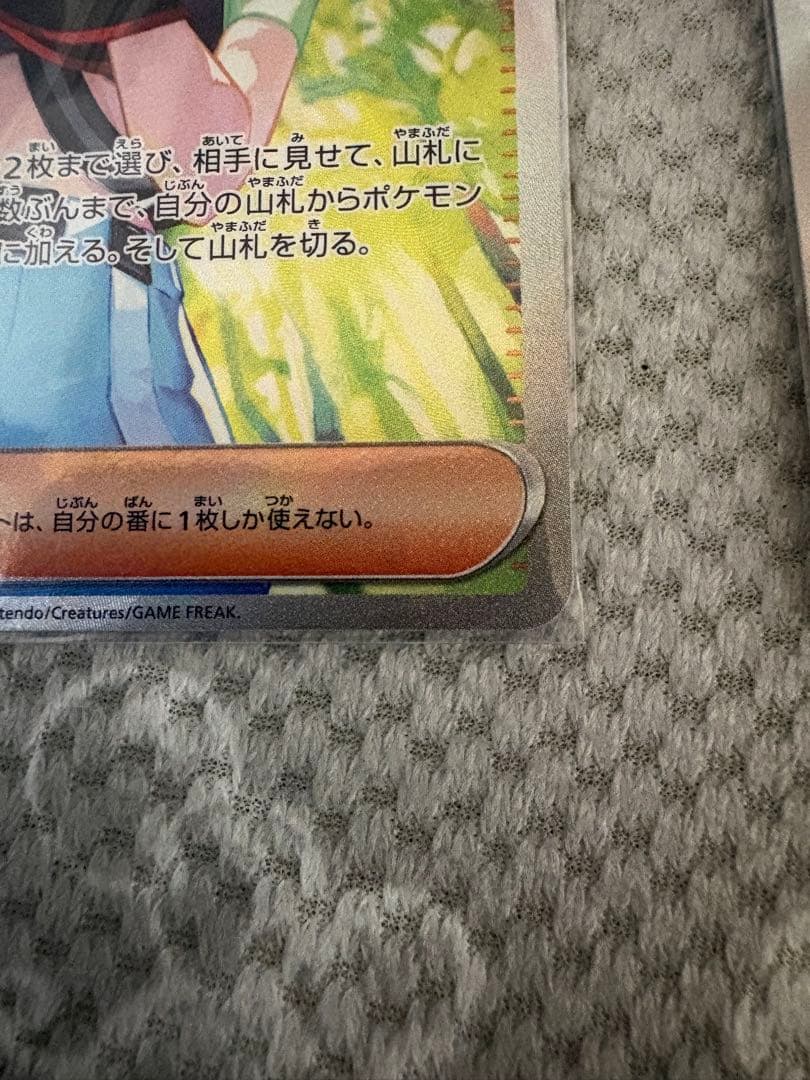 2枚まで選び、相手に見せて、山札に
数ぶんまで、自分の山札からポケモン
に加える。そして山札を切る。
トは、自分の番に1枚しか使えない。
tendo/Creatures/GAME FREAK.